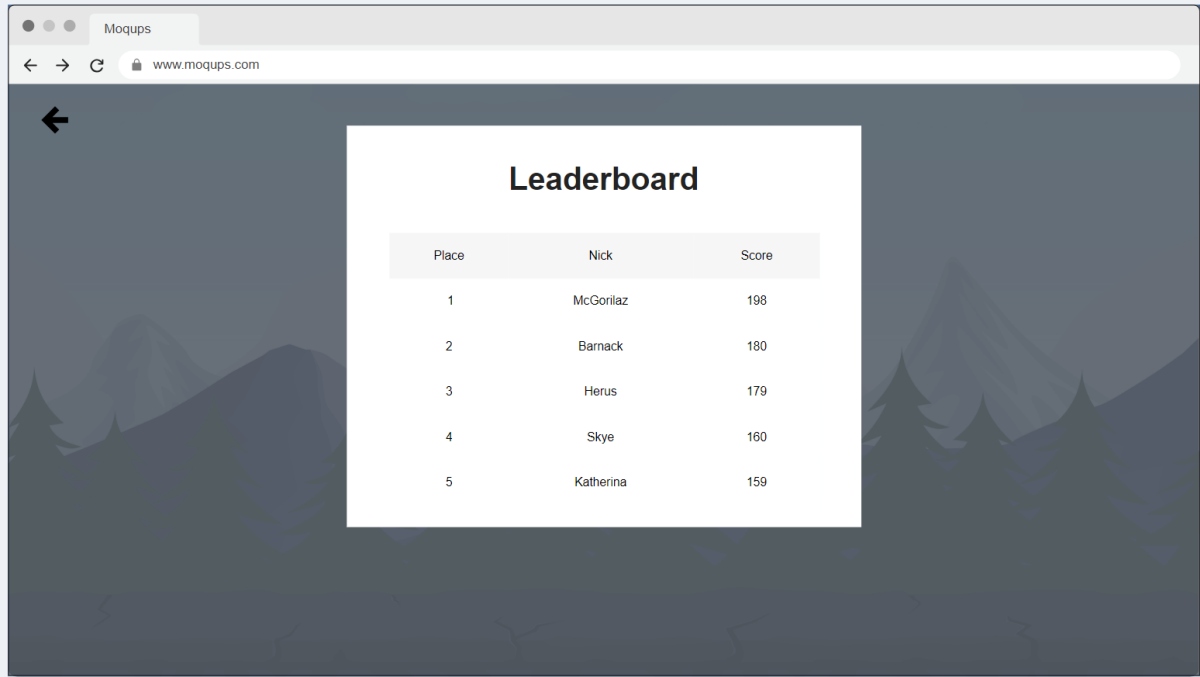 Moqups
www.moqups.com
Leaderboard
Place Nick Score
1 McGorilaz 198
2 Barnack 180
3 Herus 179
4 Skye 160
5 Katherina 159